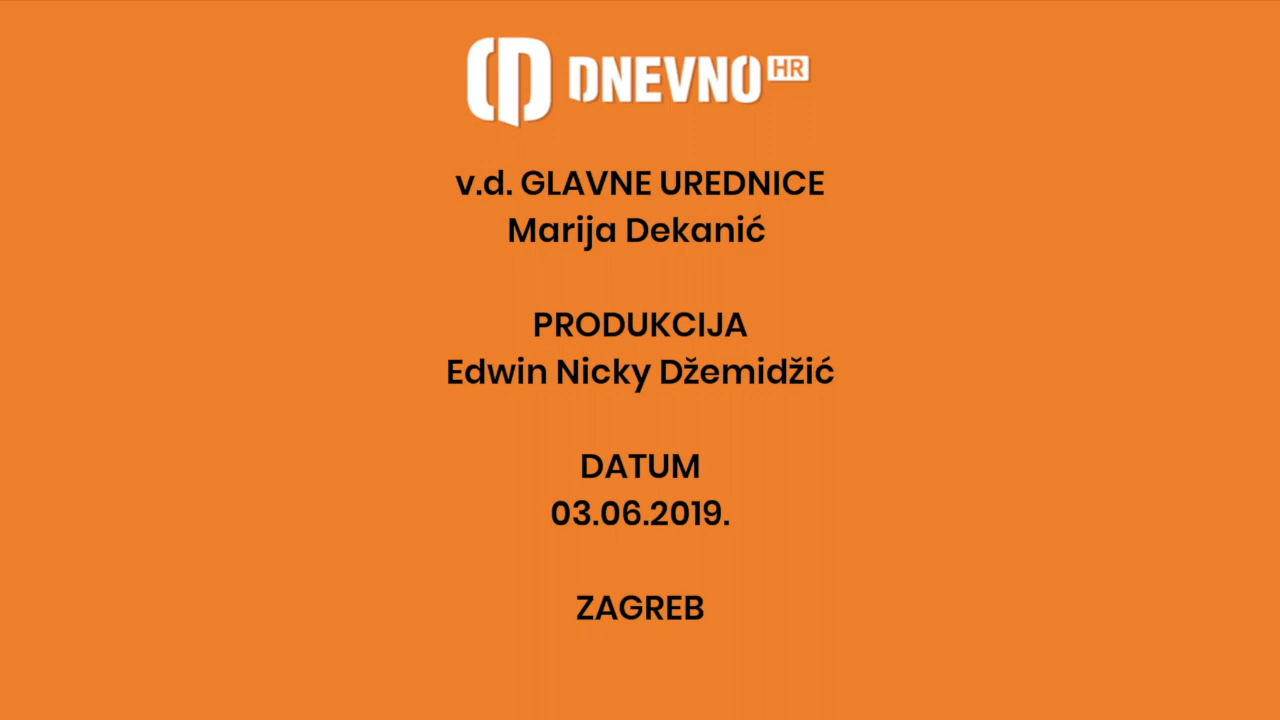 DNEVNO HR
v.d. GLAVNE UREDNICE
Marija Dekanić
PRODUKCIJA
Edwin Nicky Džemidžić
DATUM
03.06.2019.
ZAGREB